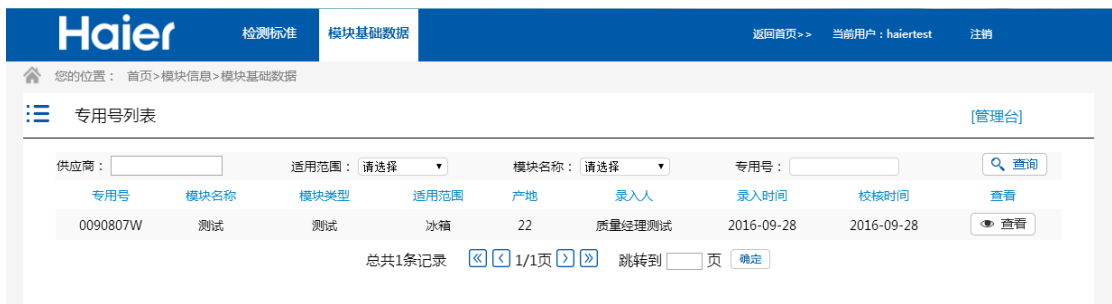 Haier 检测标准 模块基础数据 返回首页>> 当前用户：haiertest 注销
您的位置： 首页>模块信息>模块基础数据
专用号列表 [管理台]
供应商： 适用范围： 请选择 模块名称： 请选择 专用号： 查询
专用号 模块名称 模块类型 适用范围 产地 录入人 录入时间 校核时间 查看
0090807W 测试 测试 冰箱 22 质量经理测试 2016-09-28 2016-09-28 查看
总共1条记录 1/1页 跳转到 页 确定